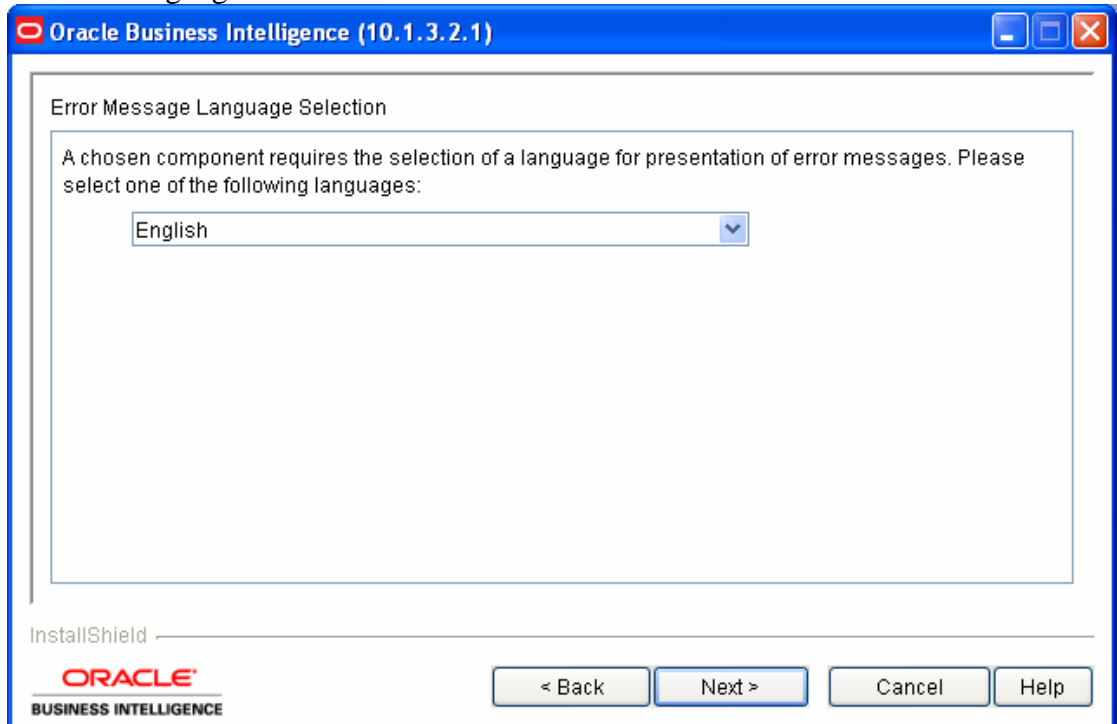 Oracle Business Intelligence (10.1.3.2.1)
Error Message Language Selection
A chosen component requires the selection of a language for presentation of error messages. Please
select one of the following languages:
English
InstallShield
ORACLE
BUSINESS INTELLIGENCE
< Back
Next >
Cancel
Help